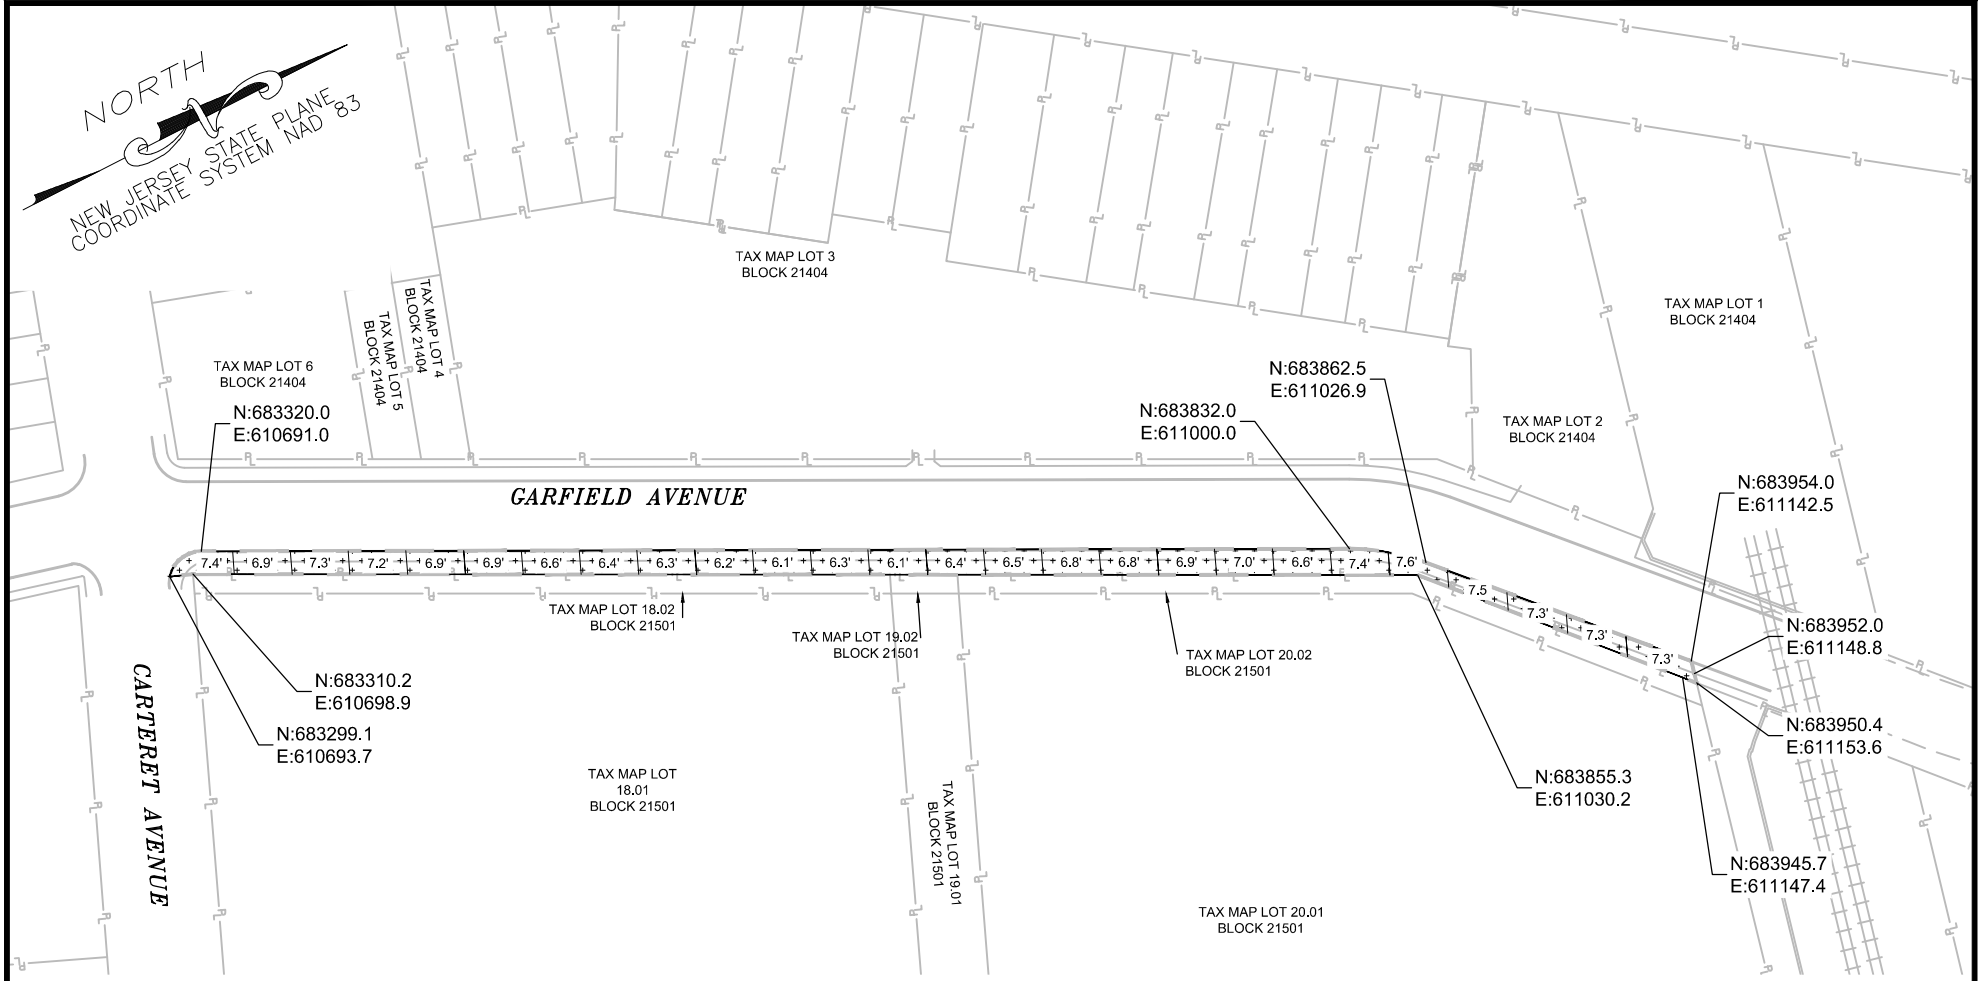 NORTH
NEW JERSEY STATE PLANE
COORDINATE SYSTEM NAD '83
TAX MAP LOT 3
BLOCK 21404
TAX MAP LOT 1
BLOCK 21404
TAX MAP LOT 4
BLOCK 21404
TAX MAP LOT 5
BLOCK 21404
TAX MAP LOT 6
BLOCK 21404
N:683320.0
E:610691.0
N:683862.5
E:611026.9
N:683832.0
E:611000.0
TAX MAP LOT 2
BLOCK 21404
N:683954.0
E:611142.5
GARFIELD AVENUE
7.4' 6.9' 7.3' 7.2' 6.9' 6.9' 6.6' 6.4' 6.3' 6.2' 6.1' 6.3' 6.1' 6.4' 6.5' 6.8' 6.8' 6.9' 7.0' 6.6' 7.4' 7.6'
7.5
7.3'
7.3'
7.3'
TAX MAP LOT 18.02
BLOCK 21501
TAX MAP LOT 19.02
BLOCK 21501
TAX MAP LOT 20.02
BLOCK 21501
N:683952.0
E:611148.8
N:683310.2
E:610698.9
N:683299.1
E:610693.7
CARTERET AVENUE
TAX MAP LOT
18.01
BLOCK 21501
TAX MAP LOT 19.01
BLOCK 21501
N:683950.4
E:611153.6
N:683855.3
E:611030.2
N:683945.7
E:611147.4
TAX MAP LOT 20.01
BLOCK 21501